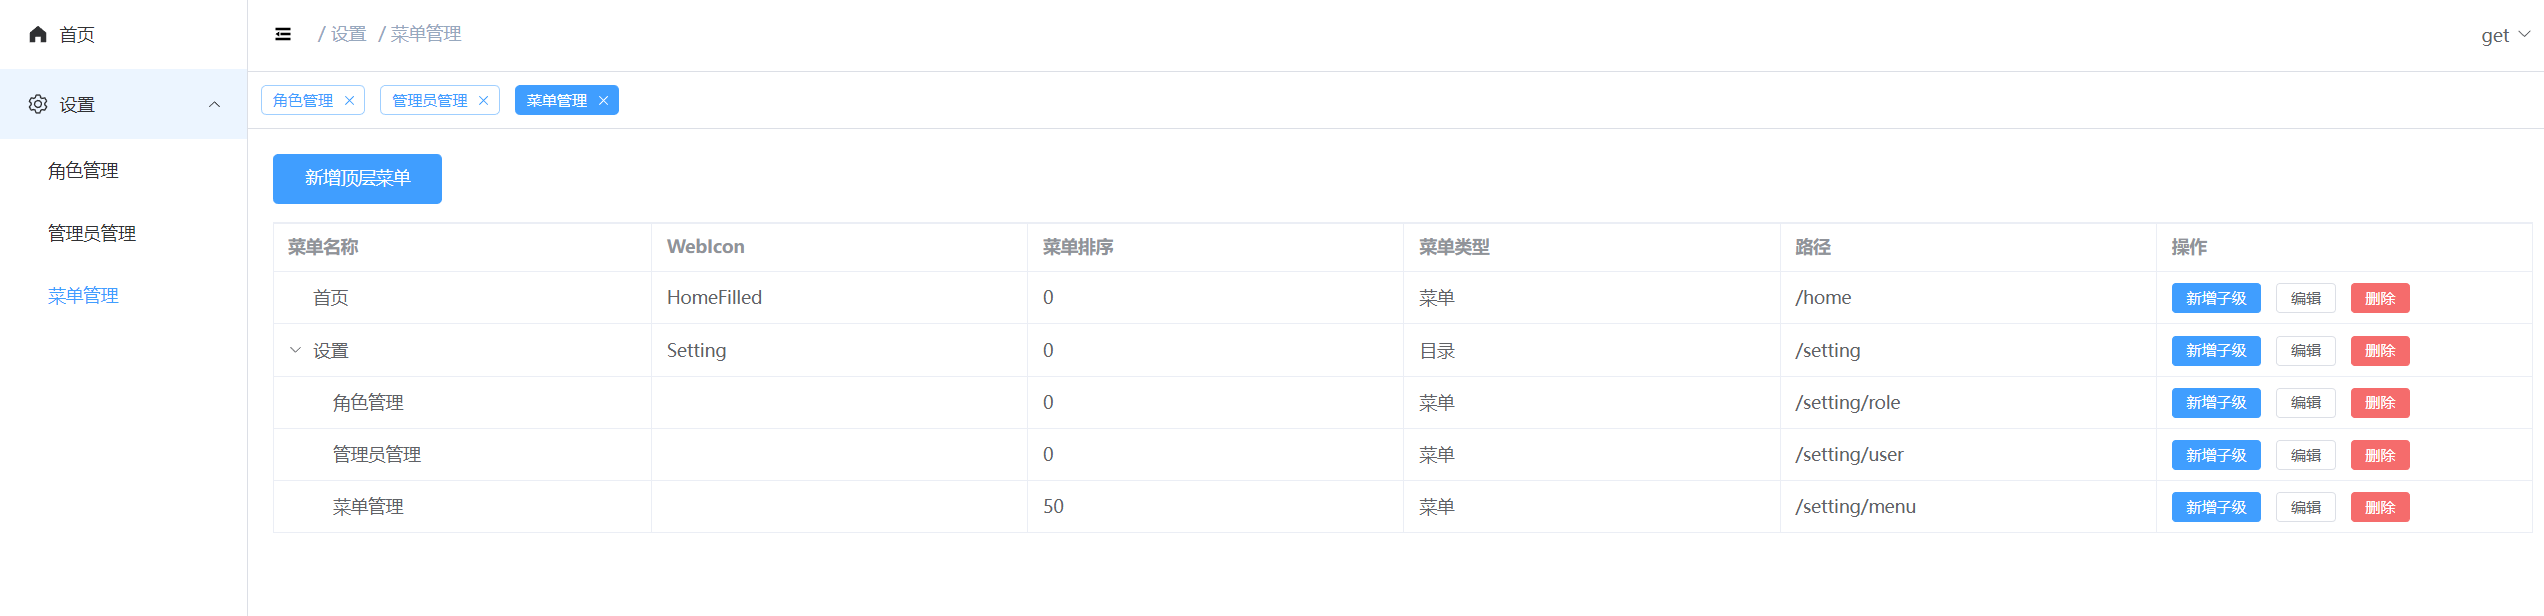 首页
设置
角色管理
管理员管理
菜单管理
/ 设置 / 菜单管理
get
角色管理 管理员管理 菜单管理
新增顶层菜单
菜单名称 WebIcon 菜单排序 菜单类型 路径 操作
首页 HomeFilled 0 菜单 /home 新增子级 编辑 删除
设置 Setting 0 目录 /setting 新增子级 编辑 删除
角色管理 0 菜单 /setting/role 新增子级 编辑 删除
管理员管理 0 菜单 /setting/user 新增子级 编辑 删除
菜单管理 50 菜单 /setting/menu 新增子级 编辑 删除